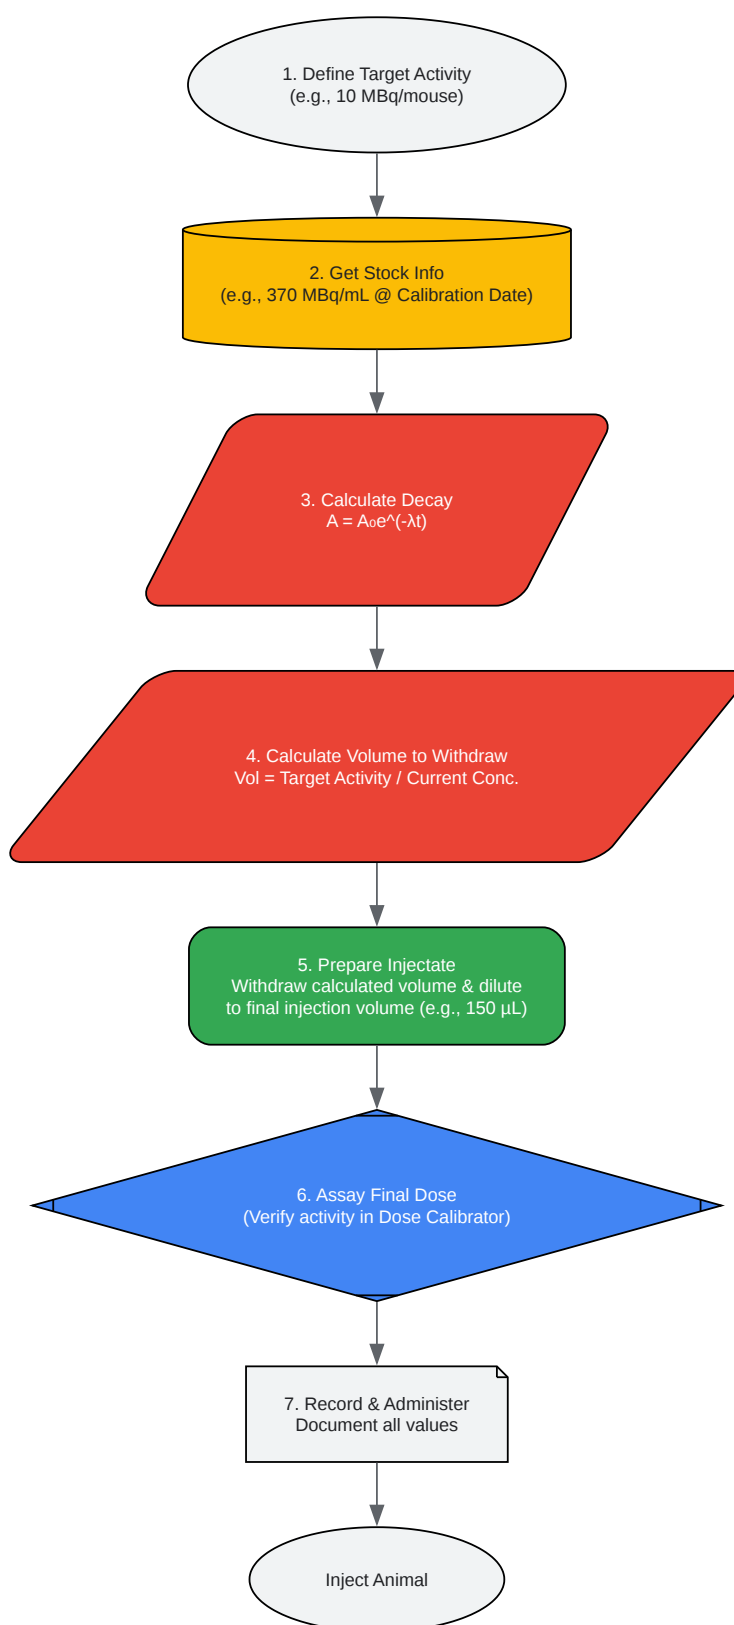 1. Define Target Activity
(e.g., 10 MBq/mouse)
2. Get Stock Info
(e.g., 370 MBq/mL @ Calibration Date)
3. Calculate Decay
A = A₀e^(-λt)
4. Calculate Volume to Withdraw
Vol = Target Activity / Current Conc.
5. Prepare Injectate
Withdraw calculated volume & dilute
to final injection volume (e.g., 150 µL)
6. Assay Final Dose
(Verify activity in Dose Calibrator)
7. Record & Administer
Document all values
Inject Animal